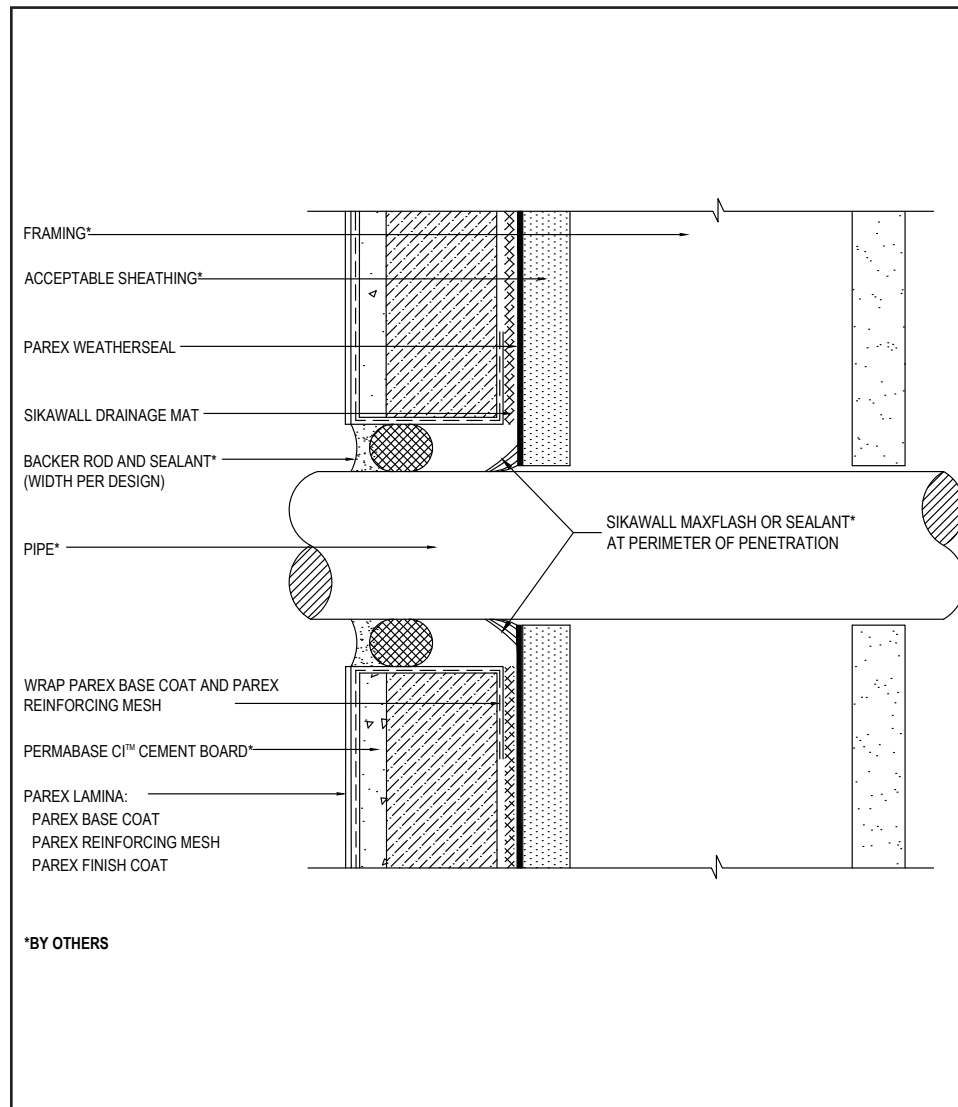 FRAMING*
ACCEPTABLE SHEATHING*
PAREX WEATHERSEAL
SIKAWALL DRAINAGE MAT
BACKER ROD AND SEALANT*
(WIDTH PER DESIGN)
SIKAWALL MAXFLASH OR SEALANT*
AT PERIMETER OF PENETRATION
PIPE*
WRAP PAREX BASE COAT AND PAREX
REINFORCING MESH
PERMABASE CI™ CEMENT BOARD*
PAREX LAMINA:
PAREX BASE COAT
PAREX REINFORCING MESH
PAREX FINISH COAT
*BY OTHERS